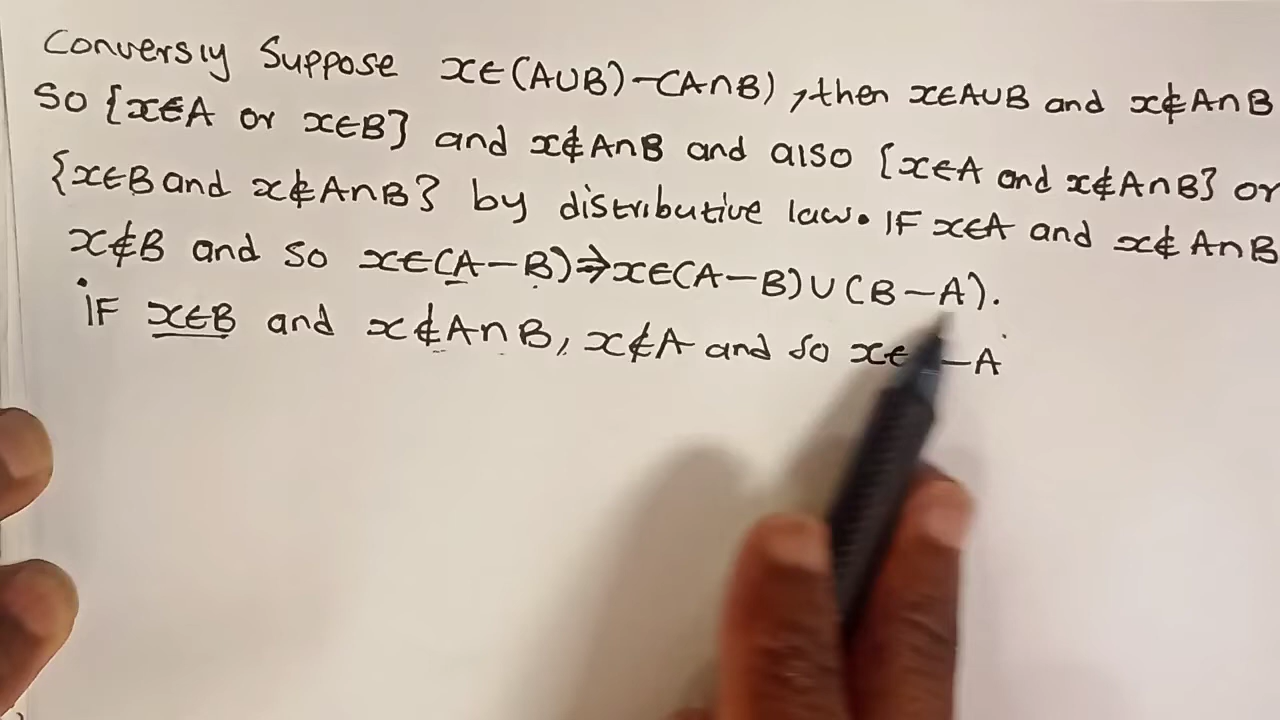 Conversly Suppose x∈(A∪B)-(A∩B), then x∈A∪B and x∉A∩B
So {x∈A or x∈B} and x∉A∩B and also {x∈A and x∉A∩B} or
{x∈B and x∉A∩B} by distributive law. IF x∈A and x∉A∩B
x∉B and so x∈(A-B)⇒x∈(A-B)∪(B-A).
IF x∈B and x∉A∩B, x∉A and so x∈ -A